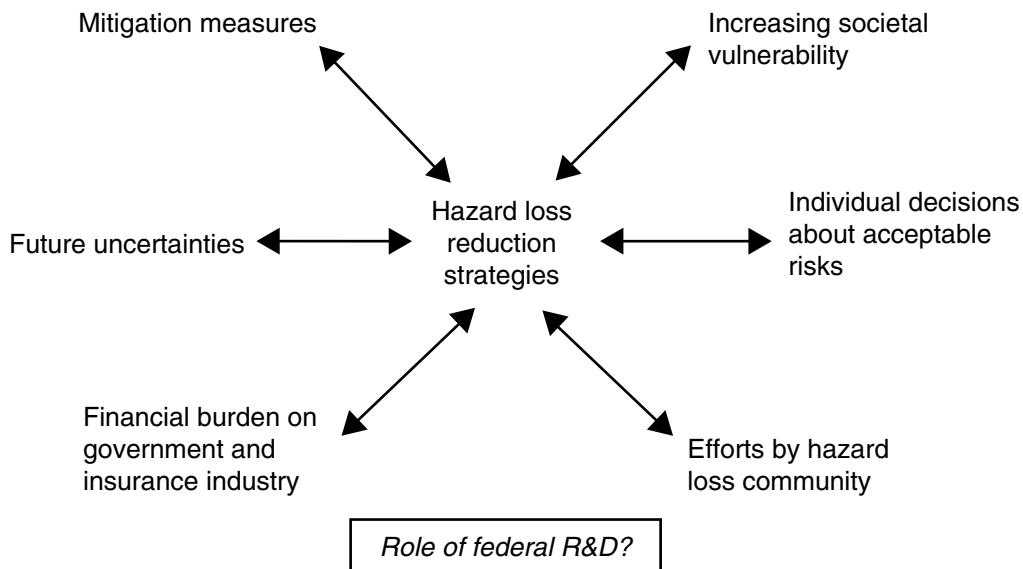 Mitigation measures
Increasing societal
vulnerability
Hazard loss
reduction
strategies
Future uncertainties
Individual decisions
about acceptable
risks
Financial burden on
government and
insurance industry
Efforts by hazard
loss community
Role of federal R&D?